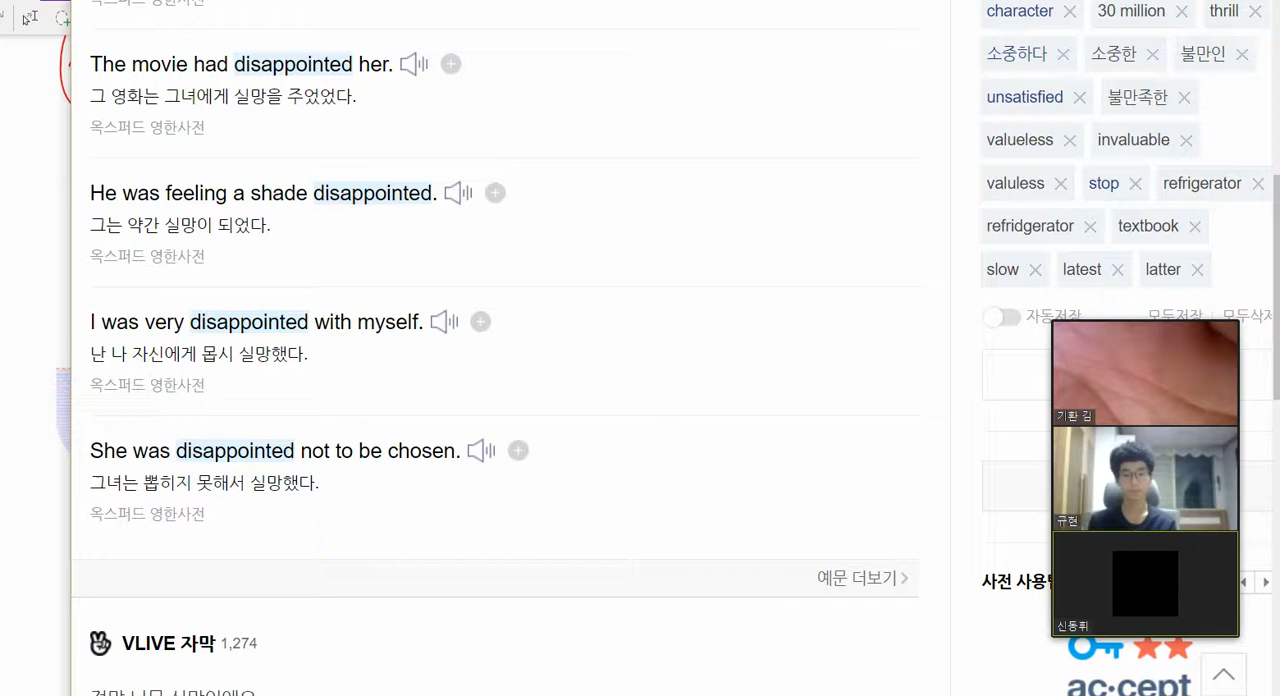 The movie had disappointed her.
그 영화는 그녀에게 실망을 주었었다.
옥스퍼드 영한사전
He was feeling a shade disappointed.
그는 약간 실망이 되었다.
옥스퍼드 영한사전
I was very disappointed with myself.
난 나 자신에게 몹시 실망했다.
옥스퍼드 영한사전
She was disappointed not to be chosen.
그녀는 뽑히지 못해서 실망했다.
옥스퍼드 영한사전
예문 더보기
VLIVE 자막 1,274
character 30 million thrill
소중하다 소중한 불만인
unsatisfied 불만족한
valueless invaluable
valuless stop refrigerator
refridgerator textbook
slow latest latter
자동저장 모두저장 모두삭제
기환 김
규현
신동휘
사전 사용
ac·cept